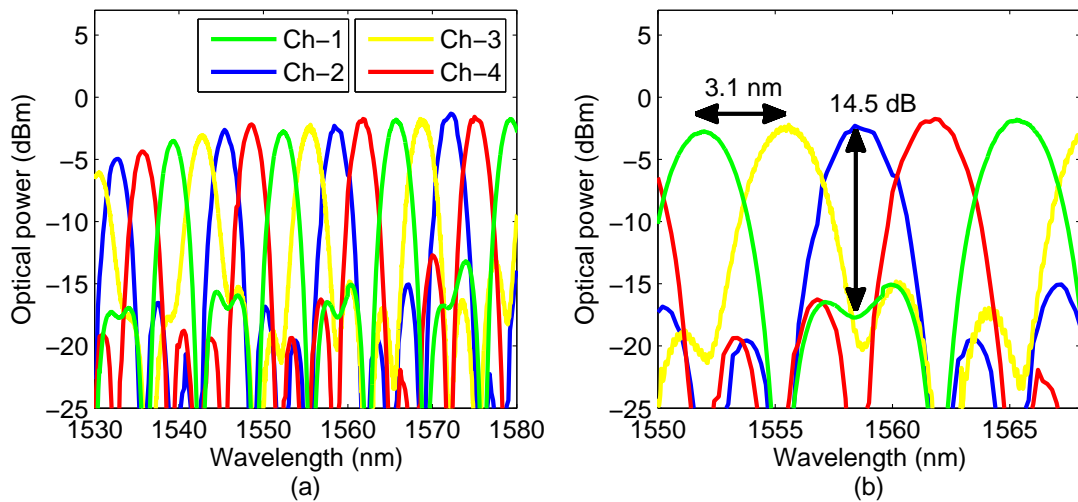 5
0
−5
−10
−15
−20
−25
1530 1540 1550 1560 1570 1580
Optical power (dBm)
Wavelength (nm)
(a)
Ch−1
Ch−2
Ch−3
Ch−4
5
0
−5
−10
−15
−20
−25
1550 1555 1560 1565
Optical power (dBm)
Wavelength (nm)
(b)
3.1 nm
14.5 dB